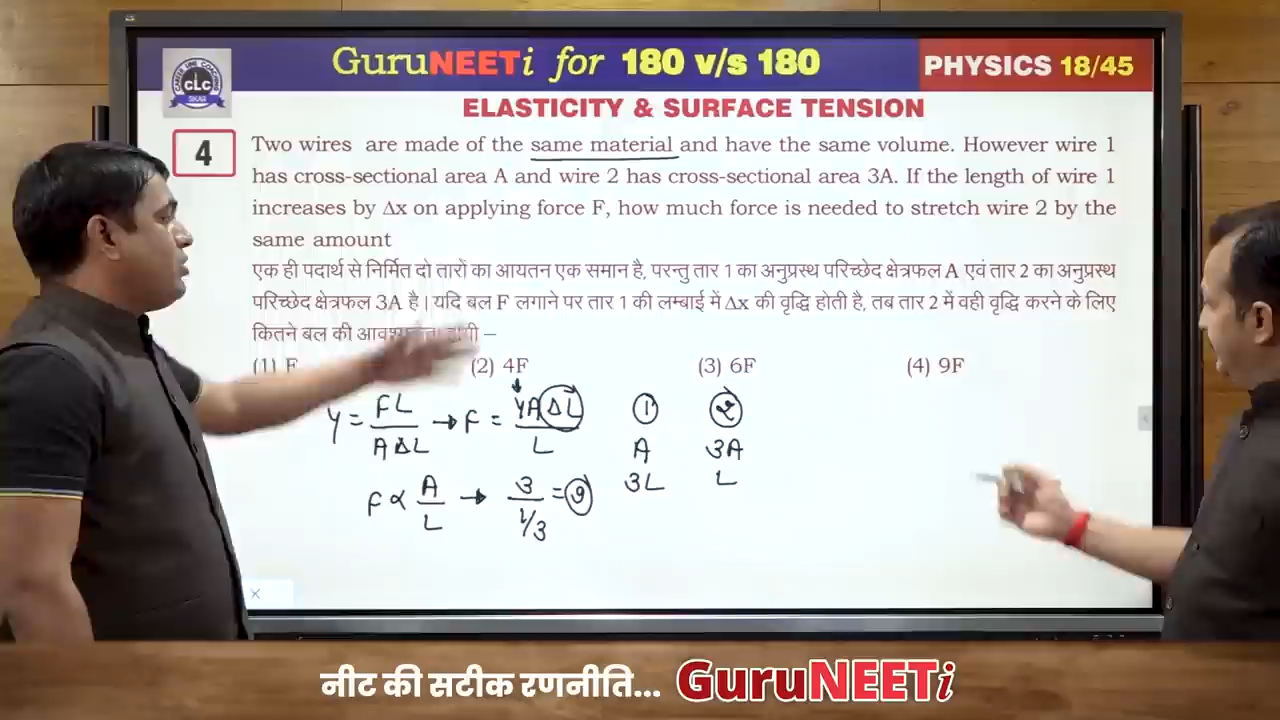 GuruNEETi for 180 v/s 180
PHYSICS 18/45
CLC
SIKAR
ELASTICITY & SURFACE TENSION
4
Two wires are made of the same material and have the same volume. However wire 1
has cross-sectional area A and wire 2 has cross-sectional area 3A. If the length of wire 1
increases by Δx on applying force F, how much force is needed to stretch wire 2 by the
same amount
एक ही पदार्थ से निर्मित दो तारों का आयतन एक समान है, परन्तु तार 1 का अनुप्रस्थ परिच्छेद क्षेत्रफल A एवं तार 2 का अनुप्रस्थ
परिच्छेद क्षेत्रफल 3A है। यदि बल F लगाने पर तार 1 की लम्बाई में Δx की वृद्धि होती है, तब तार 2 में वही वृद्धि करने के लिए
कितने बल की –
(1) F (2) 4F (3) 6F (4) 9F
Y = FL / AΔL → F = YAΔL / L
① ②
A 3A
3L L
F ∝ A / L → 3 / 1/3 = 9
नीट की सटीक रणनीति... GuruNEETi